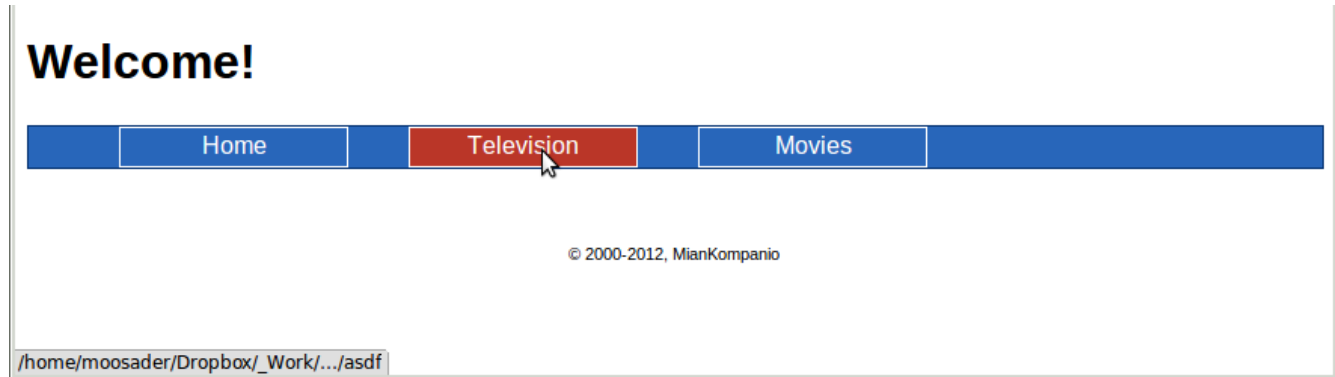 Welcome!
Home Television Movies
© 2000-2012, MianKompanio
/home/moosader/Dropbox/_Work/.../asdf